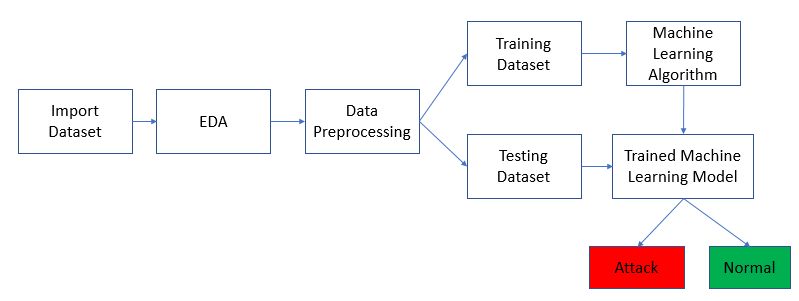 Import
Dataset
EDA
Data
Preprocessing
Training
Dataset
Machine
Learning
Algorithm
Testing
Dataset
Trained Machine
Learning Model
Attack
Normal